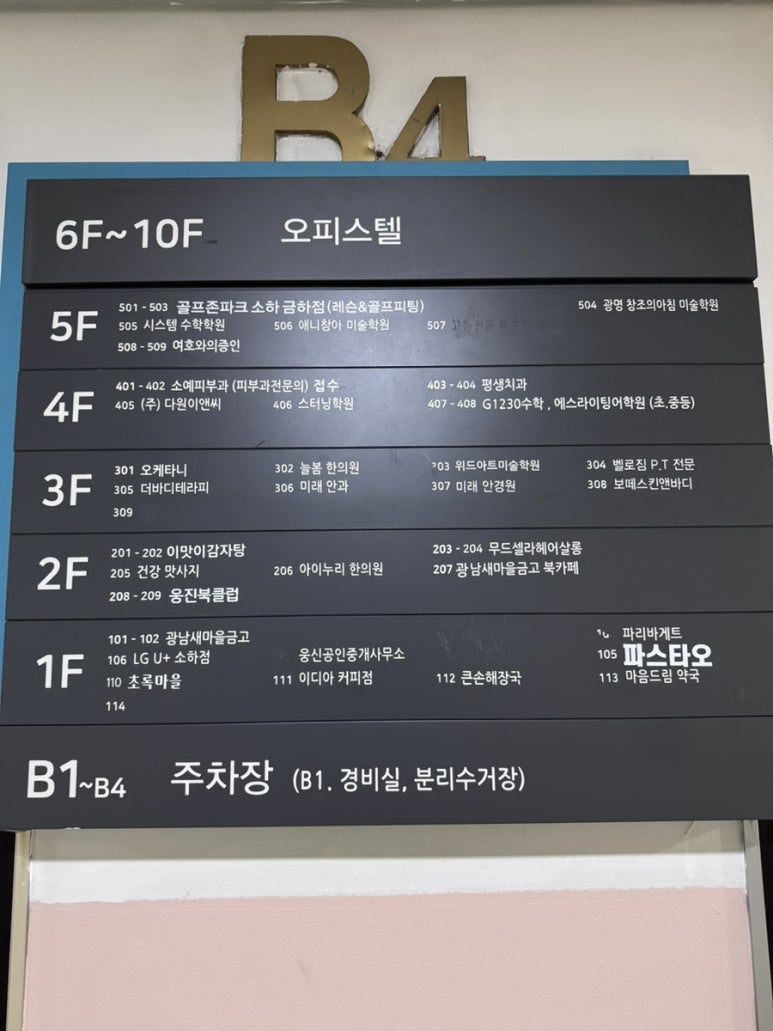 B4
6F~10F 오피스텔
5F
501 - 503 골프존파크 소하 금하점 (레슨&골프피팅) 504 광명 창조의아침 미술학원
505 시스템 수학학원 506 애니창아 미술학원 507
508 - 509 여호와의증인
4F
401 - 402 소예피부과 (피부과전문의) 접수 403 - 404 평생치과
405 (주) 다원이앤씨 406 스터닝학원 407 - 408 G1230수학 , 에스라이팅어학원 (초.중등)
3F
301 오케타니 302 늘봄 한의원 303 위드아트미술학원 304 벨로짐 P.T 전문
305 더바디테라피 306 미래 안과 307 미래 안경원 308 보떼스킨앤바디
309
2F
201 - 202 이맛이감자탕 203 - 204 무드셀라헤어살롱
205 건강 맛사지 206 아이누리 한의원 207 광남새마을금고 북카페
208 - 209 웅진북클럽
1F
101 - 102 광남새마을금고 파리바게트
106 LG U+ 소하점 웅신공인중개사무소 105 파스타오
110 초록마을 111 이디아 커피점 112 큰손해장국 113 마음드림 약국
114
B1~B4 주차장 (B1. 경비실, 분리수거장)